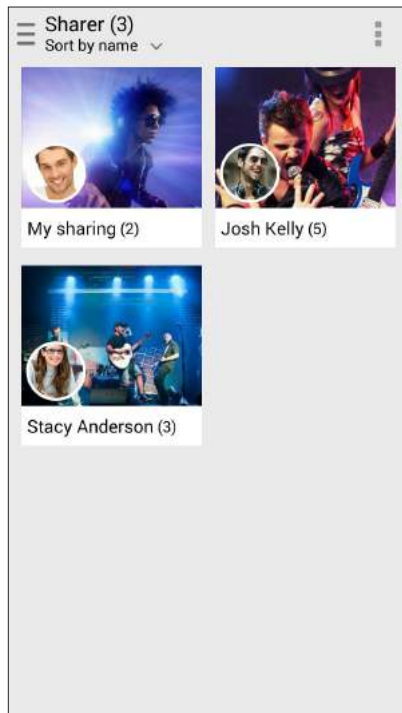 Sharer (3)
Sort by name
My sharing (2)
Josh Kelly (5)
Stacy Anderson (3)